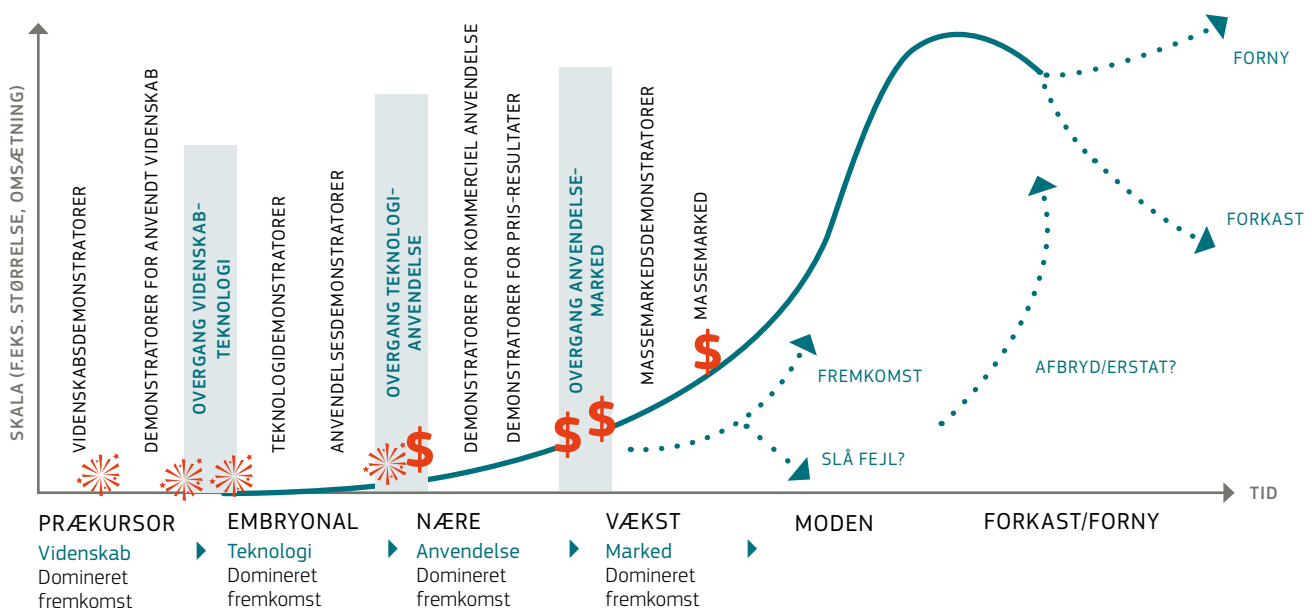 SKALA (F.EKS. STØRRELSE, OMSÆTNING)
VIDENSKABSDEMONSTRATORER
DEMONSTRATORER FOR ANVENDT VIDENSKAB
OVERGANG VIDENSKAB-
TEKNOLOGI
TEKNOLOGIDEMONSTRATORER
ANVENDELSESDEMONSTRATORER
OVERGANG TEKNOLOGI-
ANVENDELSE
DEMONSTRATORER FOR KOMMERCIEL ANVENDELSE
DEMONSTRATORER FOR PRIS-RESULTATER
OVERGANG ANVENDELSE-
MARKED
MASSEMARKEDSDEMONSTRATORER
MASSEMARKED
$
$
$
$
FREMKOMST
SLÅ FEJL?
AFBRYD/ERSTAT?
FORNY
FORKAST
TID
PRÆKURSOR
Videnskab
Domineret
fremkomst
EMBRYONAL
Teknologi
Domineret
fremkomst
NÆRE
Anvendelse
Domineret
fremkomst
VÆKST
Marked
Domineret
fremkomst
MODEN
FORKAST/FORNY